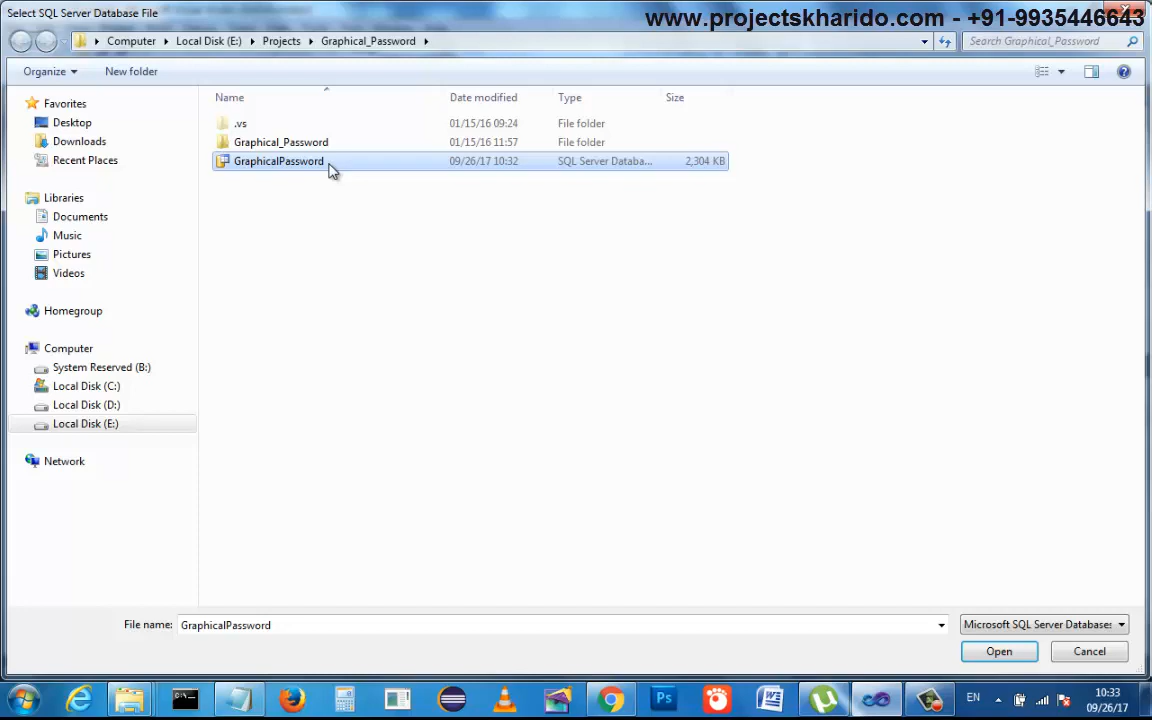 Select SQL Server Database File
www.projectskharido.com - +91-9935446643
Computer Local Disk (E:) Projects Graphical_Password
Search Graphical_Password
Organize New folder
Name Date modified Type Size
Favorites
Desktop
Downloads
Recent Places
Libraries
Documents
Music
Pictures
Videos
Homegroup
Computer
System Reserved (B:)
Local Disk (C:)
Local Disk (D:)
Local Disk (E:)
Network
.vs 01/15/16 09:24 File folder
Graphical_Password 01/15/16 11:57 File folder
GraphicalPassword 09/26/17 10:32 SQL Server Databa... 2,304 KB
File name: GraphicalPassword
Microsoft SQL Server Databases
Open Cancel
Ps
W
EN
10:33
09/26/17